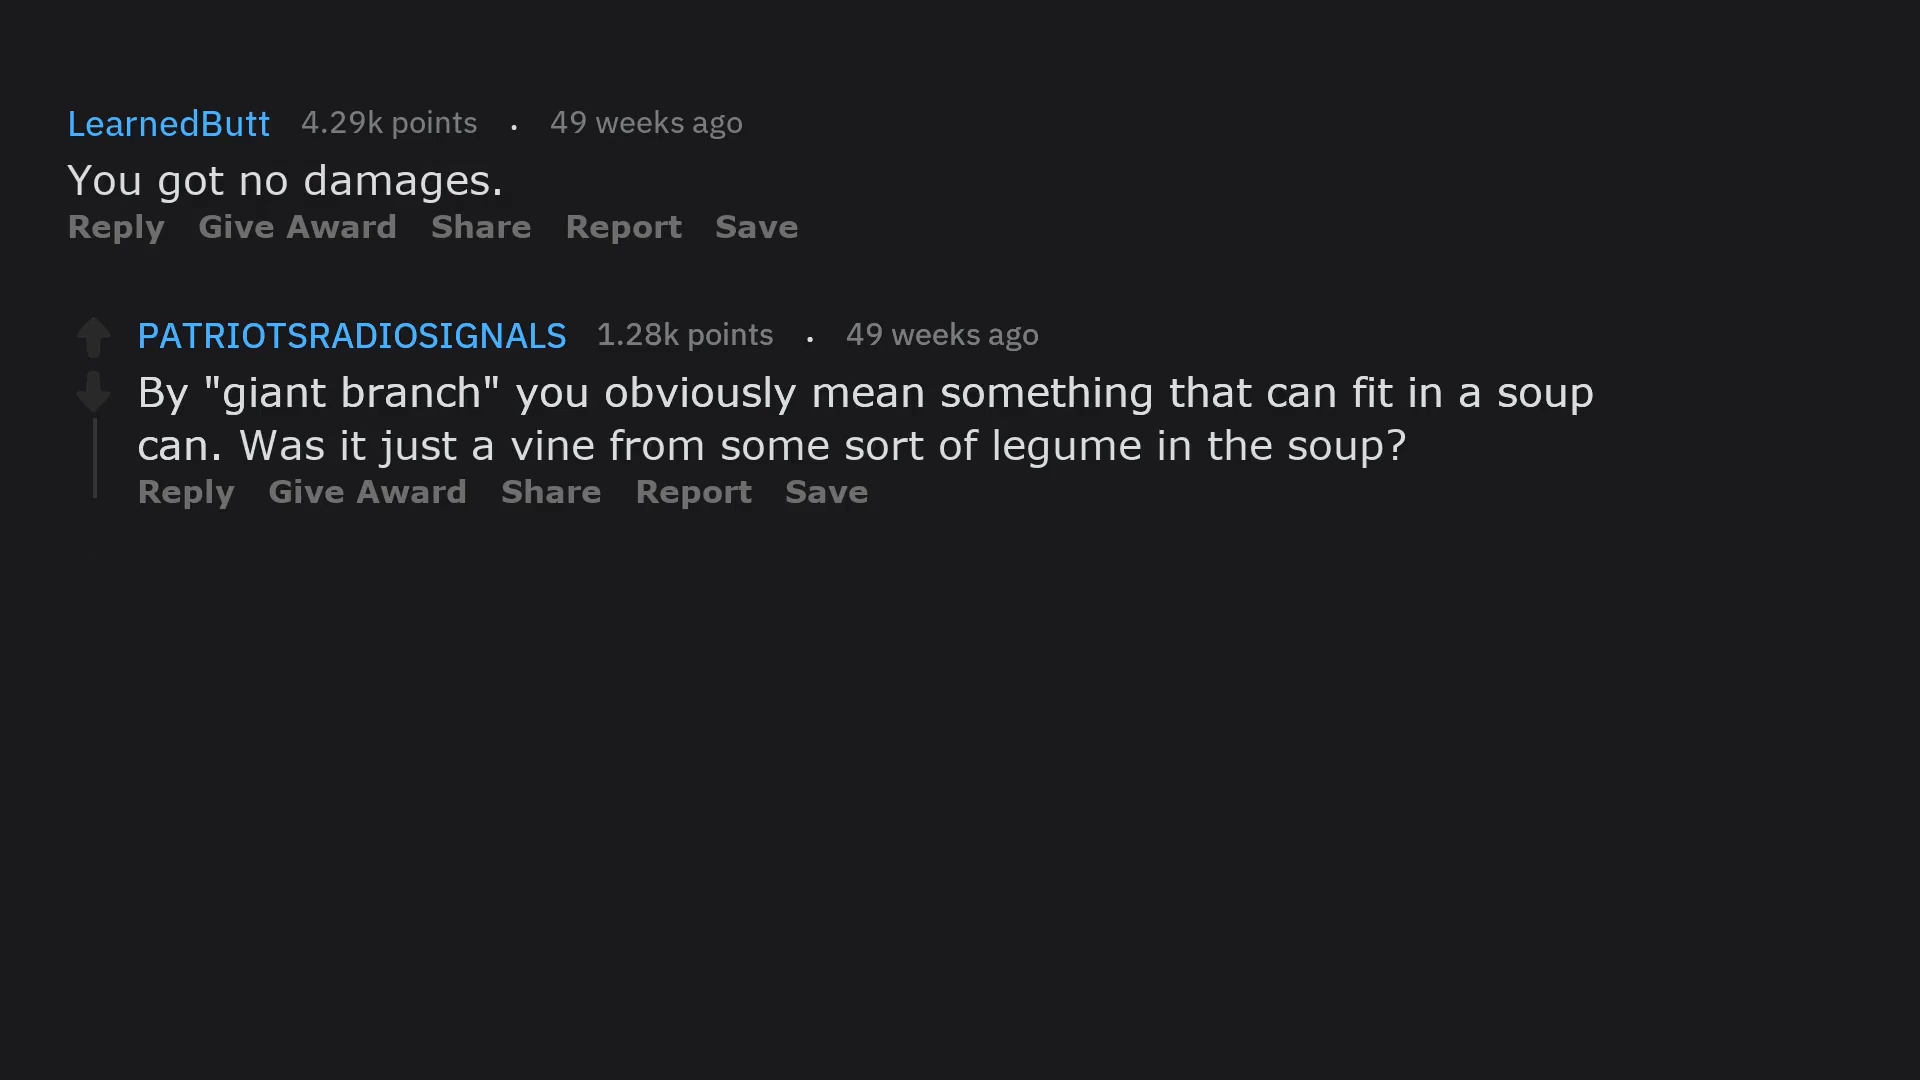 LearnedButt 4.29k points . 49 weeks ago
You got no damages.
Reply Give Award Share Report Save
PATRIOTSRADIOSIGNALS 1.28k points . 49 weeks ago
By "giant branch" you obviously mean something that can fit in a soup
can. Was it just a vine from some sort of legume in the soup?
Reply Give Award Share Report Save